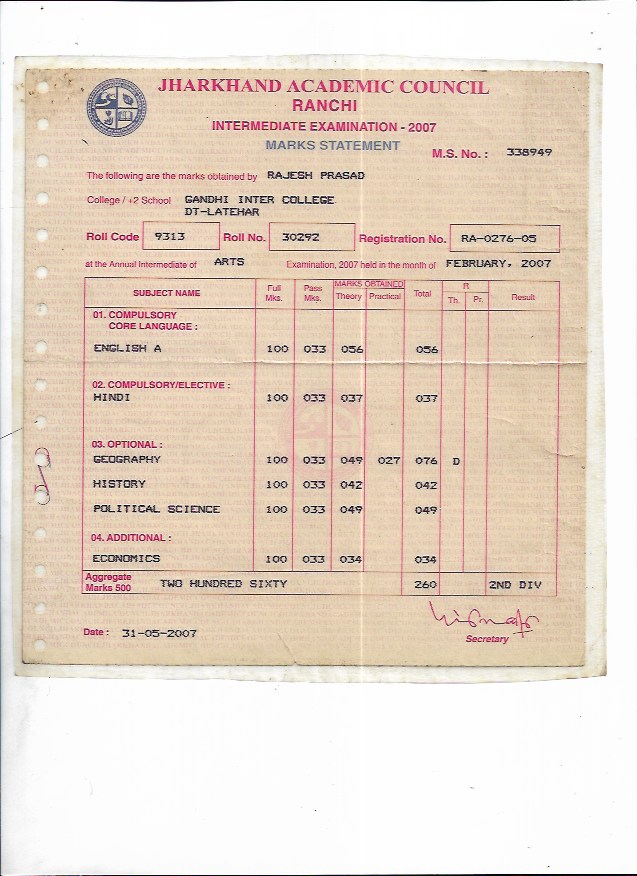 JHARKHAND ACADEMIC COUNCIL
RANCHI
INTERMEDIATE EXAMINATION - 2007
MARKS STATEMENT
M.S. No. : 338949
The following are the marks obtained by RAJESH PRASAD
College / +2 School GANDHI INTER COLLEGE
DT-LATEHAR
Roll Code 9313 Roll No. 30292 Registration No. RA-0276-05
at the Annual Intermediate of ARTS Examination, 2007 held in the month of FEBRUARY, 2007
SUBJECT NAME Full Mks. Pass Mks. MARKS OBTAINED Theory Practical Total R Th. Pr. Result
01. COMPULSORY
CORE LANGUAGE :
ENGLISH A 100 033 056 056
02. COMPULSORY/ELECTIVE :
HINDI 100 033 037 037
03. OPTIONAL :
GEOGRAPHY 100 033 049 027 076 D
HISTORY 100 033 042 042
POLITICAL SCIENCE 100 033 049 049
04. ADDITIONAL :
ECONOMICS 100 033 034 034
Aggregate
Marks 500 TWO HUNDRED SIXTY 260 2ND DIV
Date : 31-05-2007
Secretary